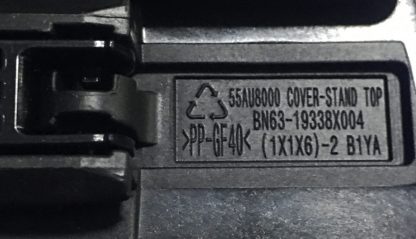 55AU8000 COVER-STAND TOP
BN63-19338X004
>PP-GF40< (1X1X6)-2 B1YA